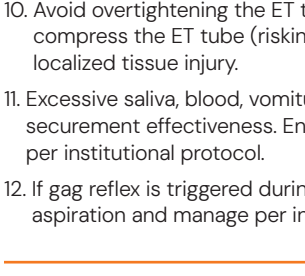 10. Avoid overtightening the ET
compress the ET tube (riskin
localized tissue injury.
11. Excessive saliva, blood, vomit
securement effectiveness. En
per institutional protocol.
12. If gag reflex is triggered durin
aspiration and manage per in